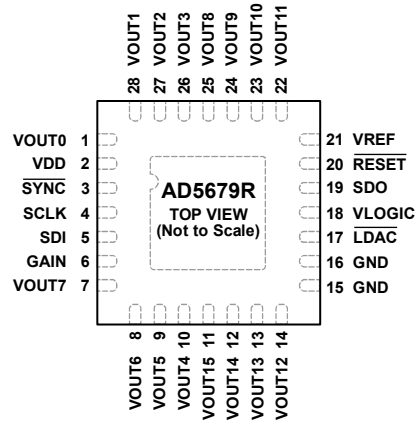 VOUT1
VOUT2
VOUT3
VOUT8
VOUT9
VOUT10
VOUT11
28
27
26
25
24
23
22
VOUT0 1
VDD 2
SYNC 3
SCLK 4
SDI 5
GAIN 6
VOUT7 7
AD5679R
TOP VIEW
(Not to Scale)
21 VREF
20 RESET
19 SDO
18 VLOGIC
17 LDAC
16 GND
15 GND
8
9
10
11
12
13
14
VOUT6
VOUT5
VOUT4
VOUT15
VOUT14
VOUT13
VOUT12